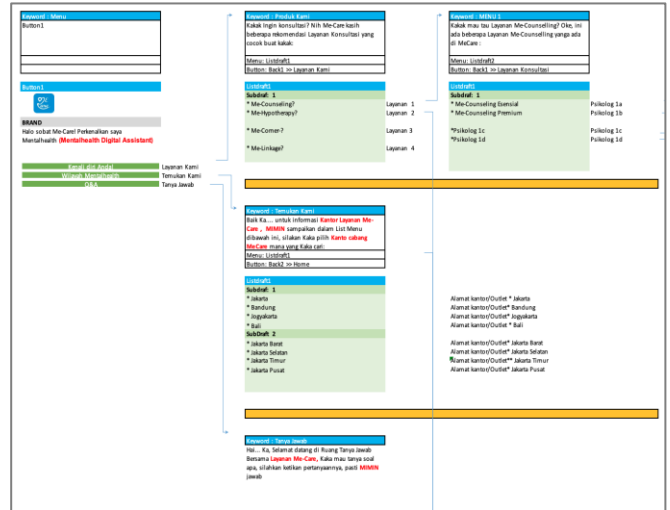 Keyword : Menu
Button1
Button1
BRAND
Halo sobat Me-Care! Perkenalkan saya
Mentalhealth (Mentalhealth Digital Assistant)
Kenali diri Anda! Layanan Kami
Wilayah Mentalhealth Temukan Kami
Q&A Tanya Jawab
Keyword : Produk Kami
Kakak Ingin konsultasi? Nih Me-Care kasih
beberapa rekomendasi Layanan Konsultasi yang
cocok buat kakak:
Menu: Listdraft1
Button: Back1 >> Layanan Kami
Listdraft1
Subdraf: 1
* Me-Counseling? Layanan 1
* Me-Hypotherapy? Layanan 2
* Me-Corner-? Layanan 3
* Me-Linkage? Layanan 4
Keyword : MENU 1
Kakak mau tau Layanan Me-Counselling? Oke, ini
ada beberapa Layanan Me-Counselling yanga ada
di MeCare :
Menu: Listdraft2
Button: Back1 >> Layanan Konsultasi
Listdraft1
Subdraf: 1
* Me-Counseling Esensial Psikolog 1a
* Me-Counseling Premium Psikolog 1b
*Psikolog 1c Psikolog 1c
*Psikolog 1d Psikolog 1d
Keyword : Temukan Kami
Baik Ka.... untuk Informasi Kantor Layanan Me-
Care , MIMIN sampaikan dalam List Menu
dibawah ini, silakan Kaka pilih Kanto cabang
MeCare mana yang Kaka cari:
Menu: Listdraft1
Button: Back2 >> Home
Listdraft1
Subdraf: 1
* Jakarta Alamat kantor/Outlet * Jakarta
* Bandung Alamat kantor/Outlet* Bandung
* Jogyakarta Alamat kantor/Outlet* Jogyakarta
* Bali Alamat kantor/Outlet * Bali
SubDraft 2
* Jakarta Barat Alamat kantor/Outlet* Jakarta Barat
* Jakarta Selatan Alamat kantor/Outlet* Jakarta Selatan
* Jakarta Timur Alamat kantor/Outlet** Jakarta Timur
* Jakarta Pusat Alamat kantor/Outlet* Jakarta Pusat
Keyword : Tanya Jawab
Hai... Ka, Selamat datang di Ruang Tanya Jawab
Bersama Layanan Me-Care, Kaka mau tanya soal
apa, silahkan ketikan pertanyaannya, pasti MIMIN
jawab